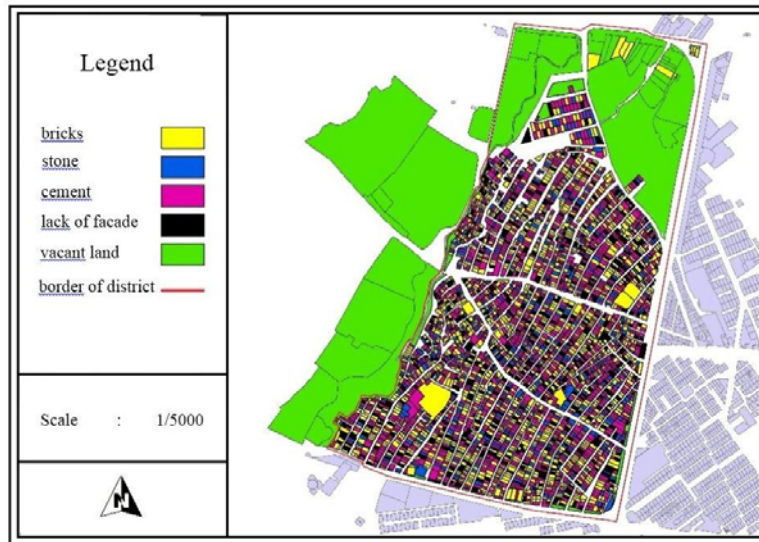 Legend
bricks
stone
cement
lack of facade
vacant land
border of district
Scale : 1/5000
N